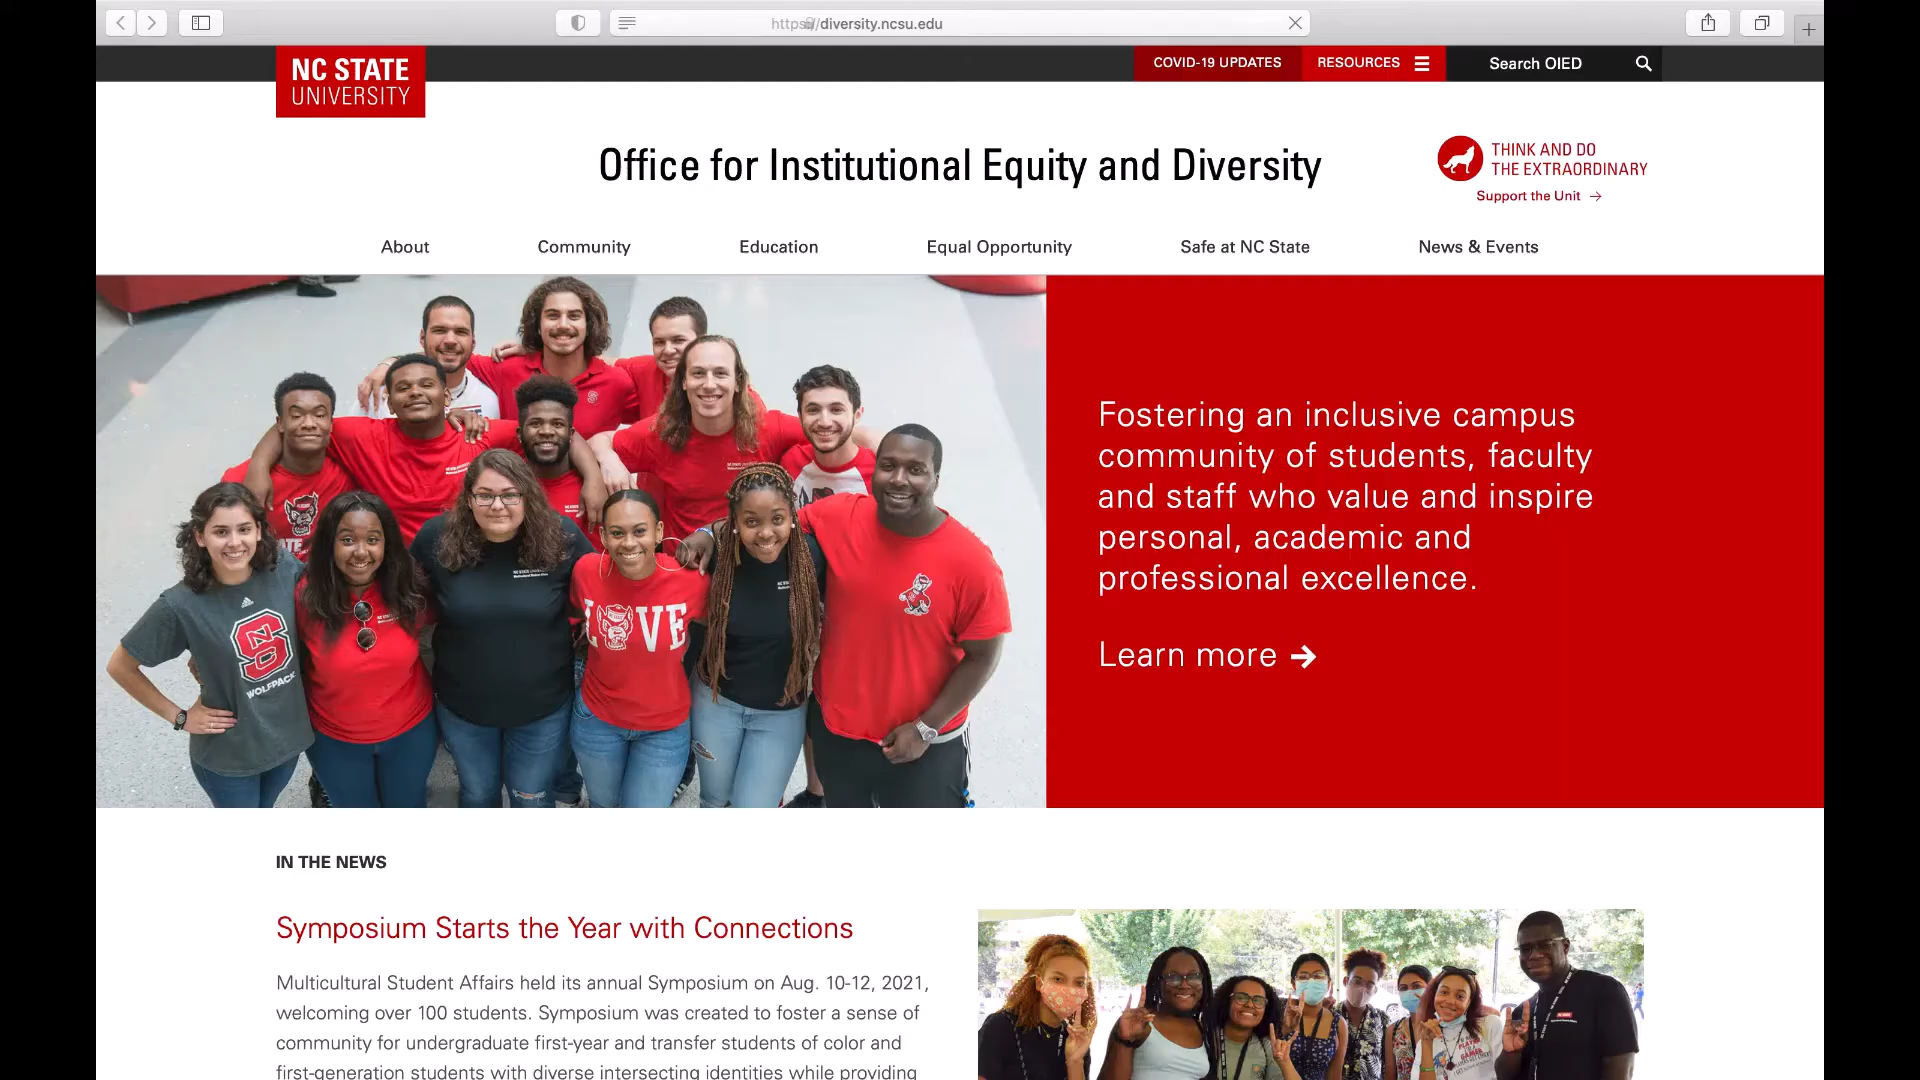 https://diversity.ncsu.edu
NC STATE
UNIVERSITY
COVID-19 UPDATES
RESOURCES
Search OIED
Office for Institutional Equity and Diversity
THINK AND DO
THE EXTRAORDINARY
Support the Unit →
About
Community
Education
Equal Opportunity
Safe at NC State
News & Events
Fostering an inclusive campus
community of students, faculty
and staff who value and inspire
personal, academic and
professional excellence.
Learn more →
WOLFPACK
LOVE
IN THE NEWS
Symposium Starts the Year with Connections
Multicultural Student Affairs held its annual Symposium on Aug. 10-12, 2021,
welcoming over 100 students. Symposium was created to foster a sense of
community for undergraduate first-year and transfer students of color and
first-generation students with diverse intersecting identities while providing